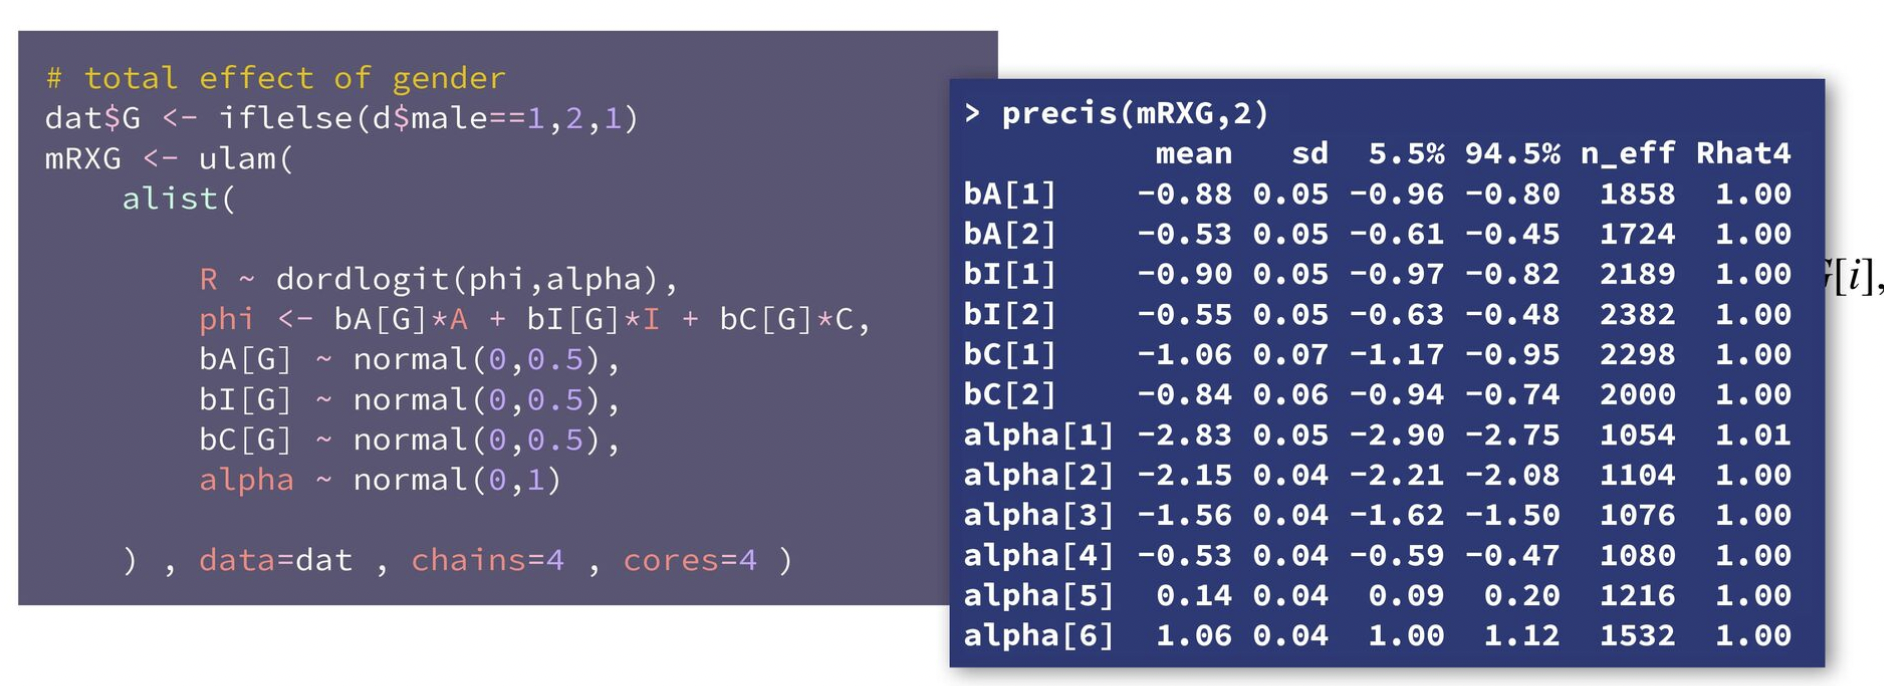 # total effect of gender
dat$G <- iflelse(d$male==1,2,1)
mRXG <- ulam(
alist(
R ~ dordlogit(phi,alpha),
phi <- bA[G]*A + bI[G]*I + bC[G]*C,
bA[G] ~ normal(0,0.5),
bI[G] ~ normal(0,0.5),
bC[G] ~ normal(0,0.5),
alpha ~ normal(0,1)
) , data=dat , chains=4 , cores=4 )
> precis(mRXG,2)
mean sd 5.5% 94.5% n_eff Rhat4
bA[1] -0.88 0.05 -0.96 -0.80 1858 1.00
bA[2] -0.53 0.05 -0.61 -0.45 1724 1.00
bI[1] -0.90 0.05 -0.97 -0.82 2189 1.00
bI[2] -0.55 0.05 -0.63 -0.48 2382 1.00
bC[1] -1.06 0.07 -1.17 -0.95 2298 1.00
bC[2] -0.84 0.06 -0.94 -0.74 2000 1.00
alpha[1] -2.83 0.05 -2.90 -2.75 1054 1.01
alpha[2] -2.15 0.04 -2.21 -2.08 1104 1.00
alpha[3] -1.56 0.04 -1.62 -1.50 1076 1.00
alpha[4] -0.53 0.04 -0.59 -0.47 1080 1.00
alpha[5] 0.14 0.04 0.09 0.20 1216 1.00
alpha[6] 1.06 0.04 1.00 1.12 1532 1.00
[i],